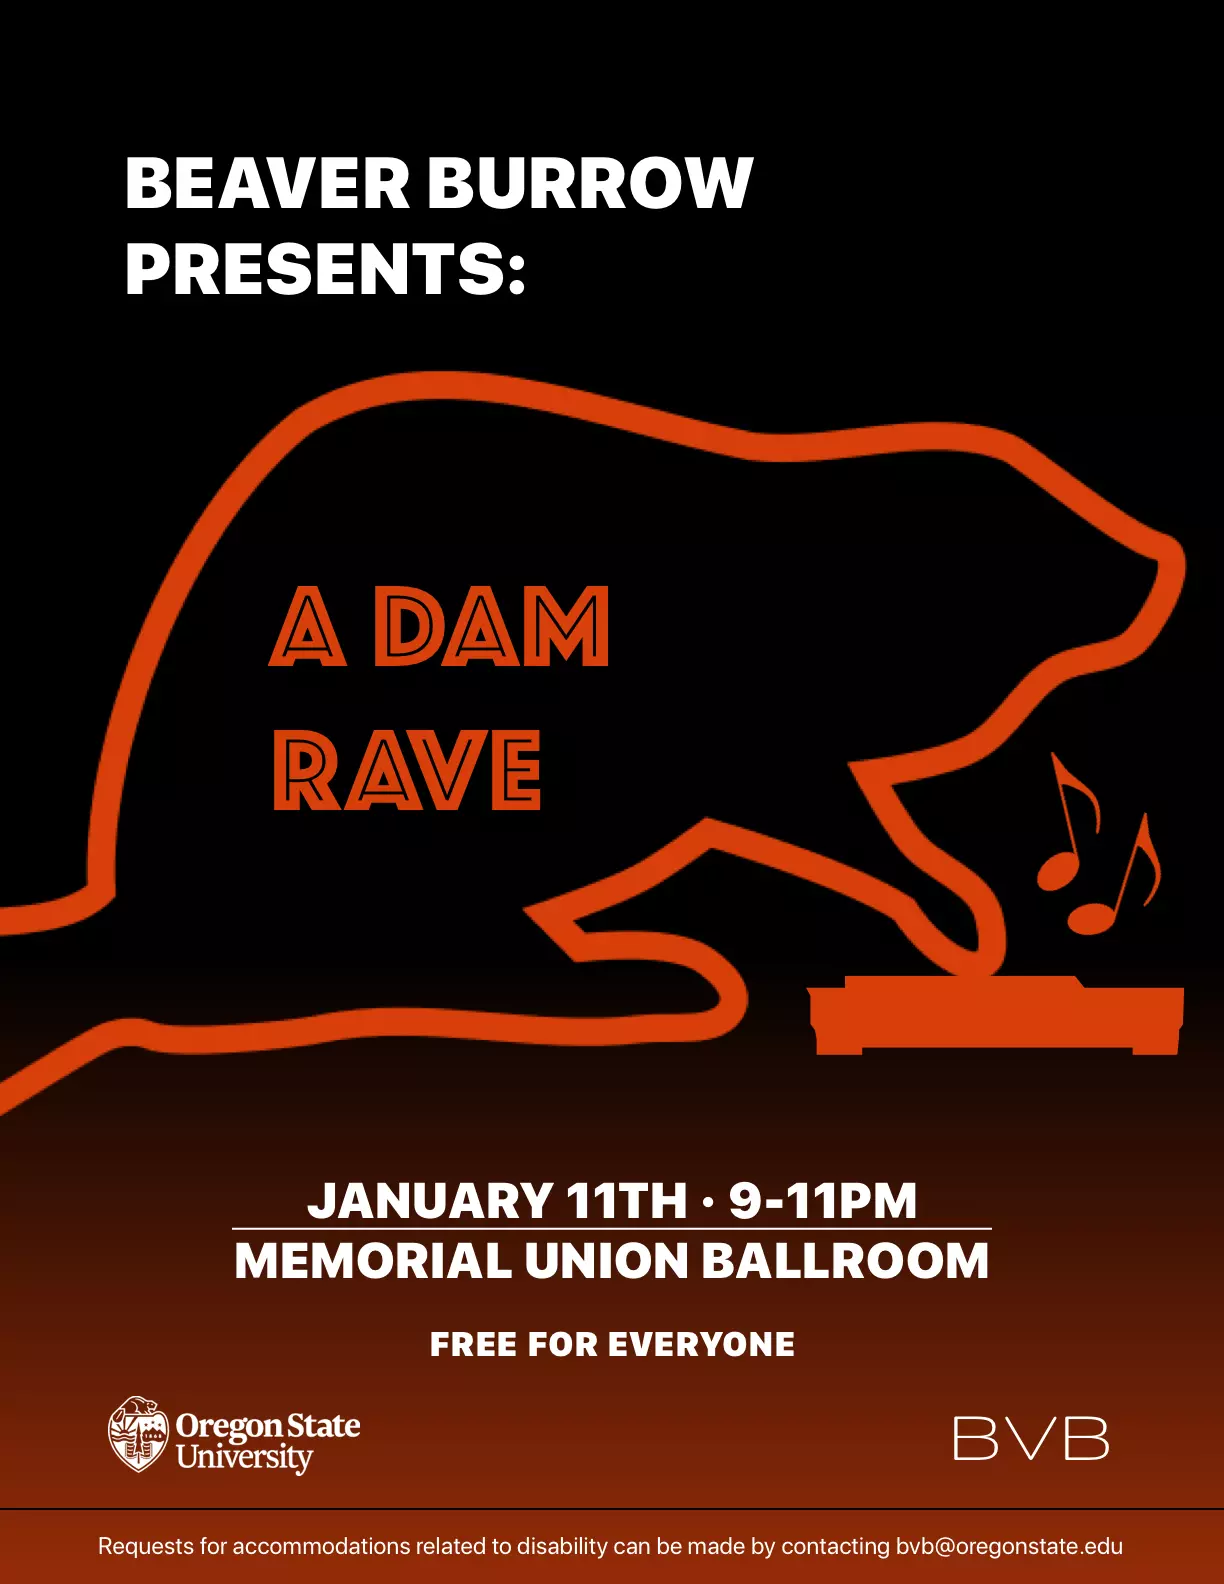 BEAVER BURROW
PRESENTS:
A DAM
RAVE
JANUARY 11TH · 9-11PM
MEMORIAL UNION BALLROOM
FREE FOR EVERYONE
Oregon State
University
BVB
Requests for accommodations related to disability can be made by contacting bvb@oregonstate.edu